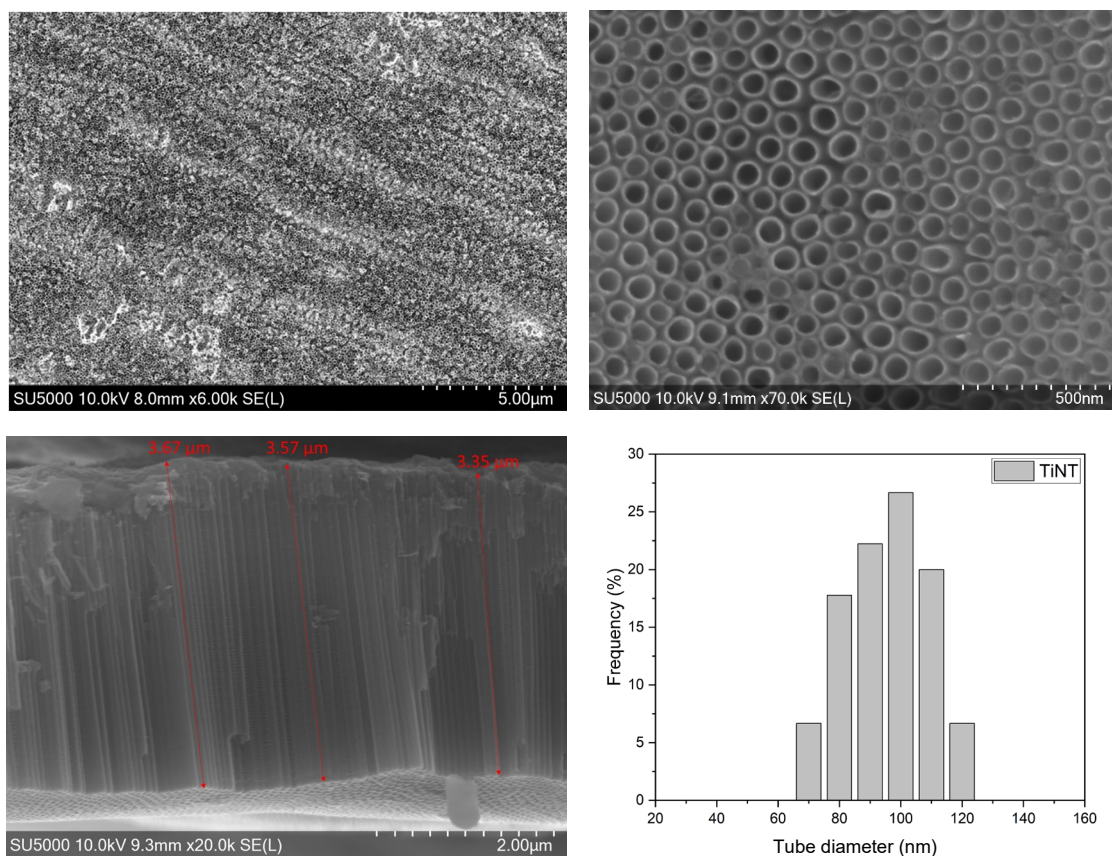 SU5000 10.0kV 8.0mm x6.00k SE(L) 5.00µm
SU5000 10.0kV 9.1mm x70.0k SE(L) 500nm
3.67 µm 3.57 µm 3.35 µm
SU5000 10.0kV 9.3mm x20.0k SE(L) 2.00µm
TiNT
Frequency (%)
30
25
20
15
10
5
0
20 40 60 80 100 120 140 160
Tube diameter (nm)